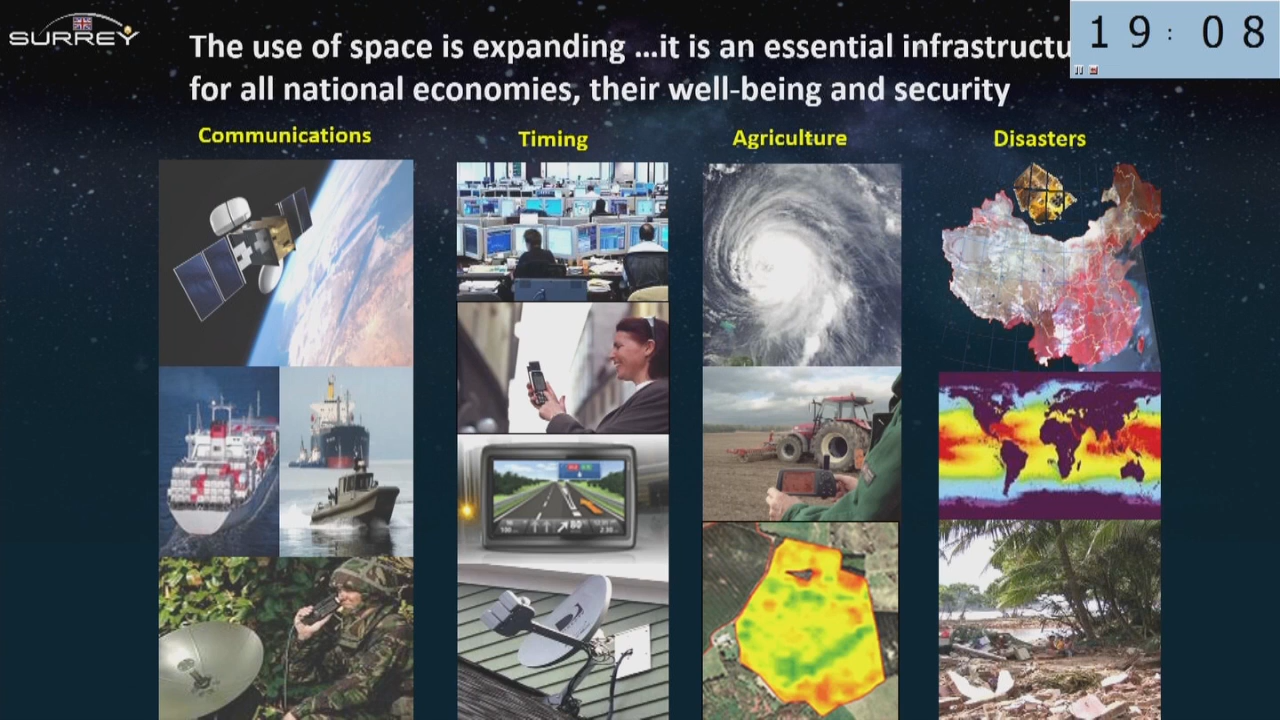 SURREY
19:08
The use of space is expanding ...it is an essential infrastructu
for all national economies, their well-being and security
Communications
Timing
Agriculture
Disasters
80